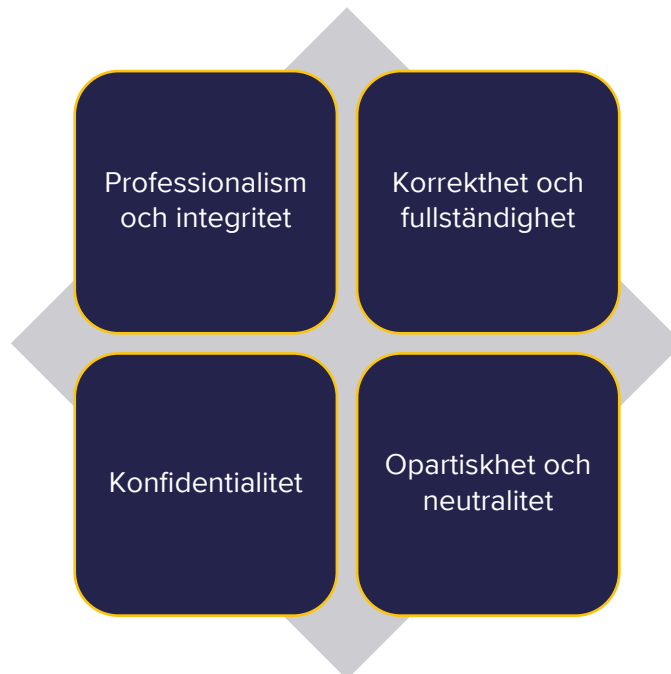 Professionalism
och integritet
Korrekthet och
fullständighet
Konfidentialitet
Opartiskhet och
neutralitet